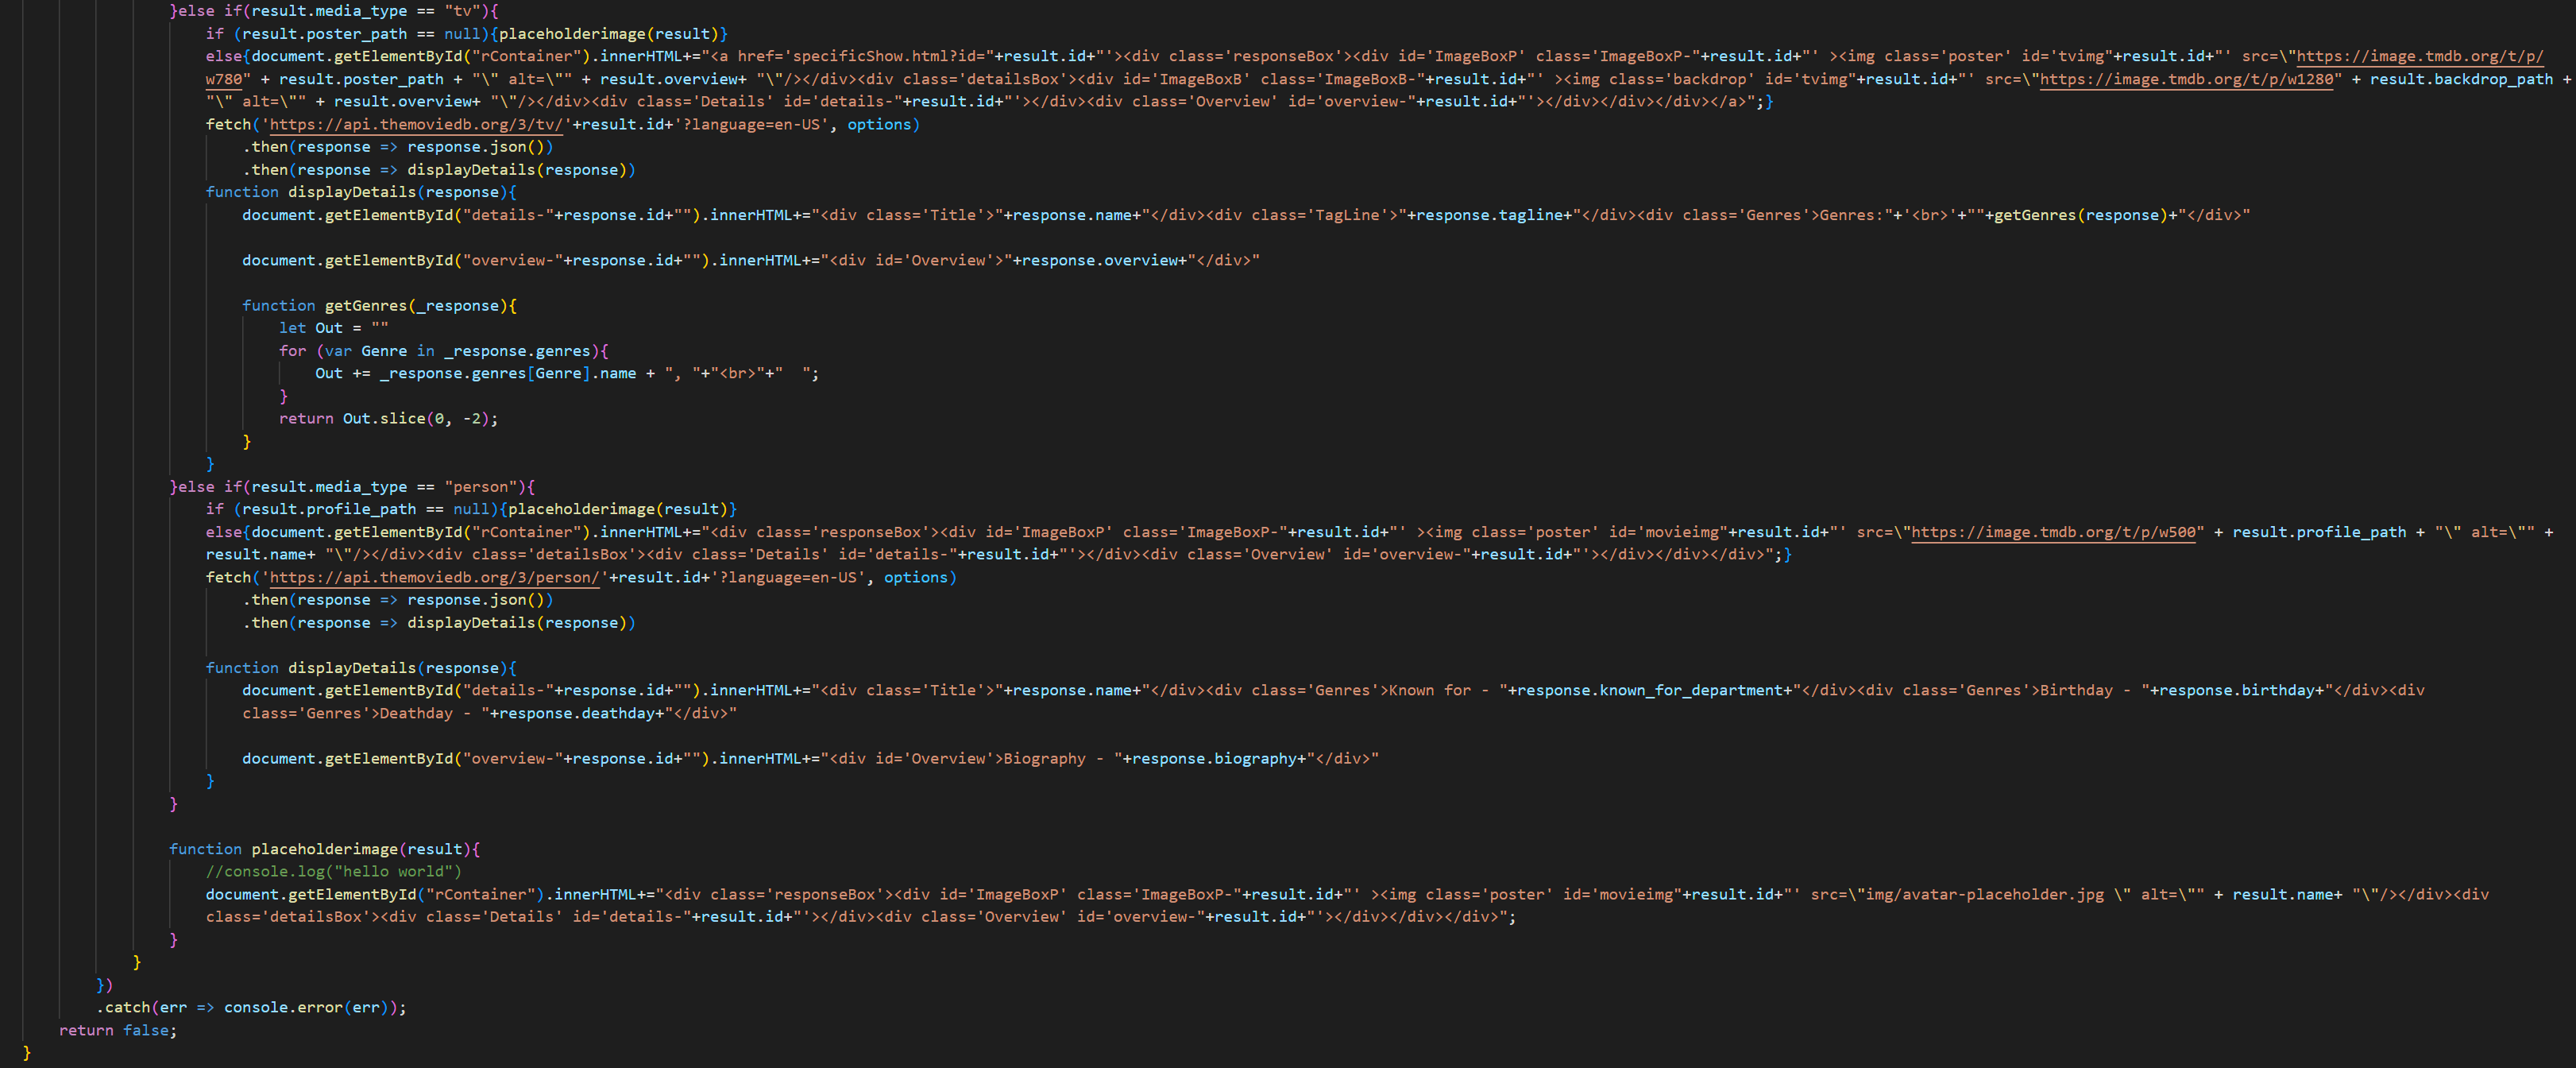 }else if(result.media_type == "tv"){
if (result.poster_path == null){placeholderimage(result)}
else{document.getElementById("rContainer").innerHTML+="<a href='specificShow.html?id="+result.id+"'><div class='responseBox'><div id='ImageBoxP' class='ImageBoxP-"+result.id+"' ><img class='poster' id='tvimg"+result.id+"' src=\"https://image.tmdb.org/t/p/
w780" + result.poster_path + "\" alt=\"" + result.overview+ "\"/></div><div class='detailsBox'><div id='ImageBoxB' class='ImageBoxB-"+result.id+"' ><img class='backdrop' id='tvimg"+result.id+"' src=\"https://image.tmdb.org/t/p/w1280" + result.backdrop_path +
"\" alt=\"" + result.overview+ "\"/></div><div class='Details' id='details-"+result.id+"'></div><div class='Overview' id='overview-"+result.id+"'></div></div></div></a>";}
fetch('https://api.themoviedb.org/3/tv/'+result.id+'?language=en-US', options)
.then(response => response.json())
.then(response => displayDetails(response))
function displayDetails(response){
document.getElementById("details-"+response.id+"").innerHTML+="<div class='Title'>"+response.name+"</div><div class='TagLine'>"+response.tagline+"</div><div class='Genres'>Genres:"+'<br>'+""+getGenres(response)+"</div>"
document.getElementById("overview-"+response.id+"").innerHTML+="<div id='Overview'>"+response.overview+"</div>"
function getGenres(_response){
let Out = ""
for (var Genre in _response.genres){
Out += _response.genres[Genre].name + ", "+"<br>"+"  ";
}
return Out.slice(0, -2);
}
}
}else if(result.media_type == "person"){
if (result.profile_path == null){placeholderimage(result)}
else{document.getElementById("rContainer").innerHTML+="<div class='responseBox'><div id='ImageBoxP' class='ImageBoxP-"+result.id+"' ><img class='poster' id='movieimg"+result.id+"' src=\"https://image.tmdb.org/t/p/w500" + result.profile_path + "\" alt=\"" +
result.name+ "\"/></div><div class='detailsBox'><div class='Details' id='details-"+result.id+"'></div><div class='Overview' id='overview-"+result.id+"'></div></div></div>";}
fetch('https://api.themoviedb.org/3/person/'+result.id+'?language=en-US', options)
.then(response => response.json())
.then(response => displayDetails(response))
function displayDetails(response){
document.getElementById("details-"+response.id+"").innerHTML+="<div class='Title'>"+response.name+"</div><div class='Genres'>Known for - "+response.known_for_department+"</div><div class='Genres'>Birthday - "+response.birthday+"</div><div
class='Genres'>Deathday - "+response.deathday+"</div>"
document.getElementById("overview-"+response.id+"").innerHTML+="<div id='Overview'>Biography - "+response.biography+"</div>"
}
}
function placeholderimage(result){
//console.log("hello world")
document.getElementById("rContainer").innerHTML+="<div class='responseBox'><div id='ImageBoxP' class='ImageBoxP-"+result.id+"' ><img class='poster' id='movieimg"+result.id+"' src=\"img/avatar-placeholder.jpg \" alt=\"" + result.name+ "\"/></div><div
class='detailsBox'><div class='Details' id='details-"+result.id+"'></div><div class='Overview' id='overview-"+result.id+"'></div></div></div>";
}
}
})
.catch(err => console.error(err));
return false;
}